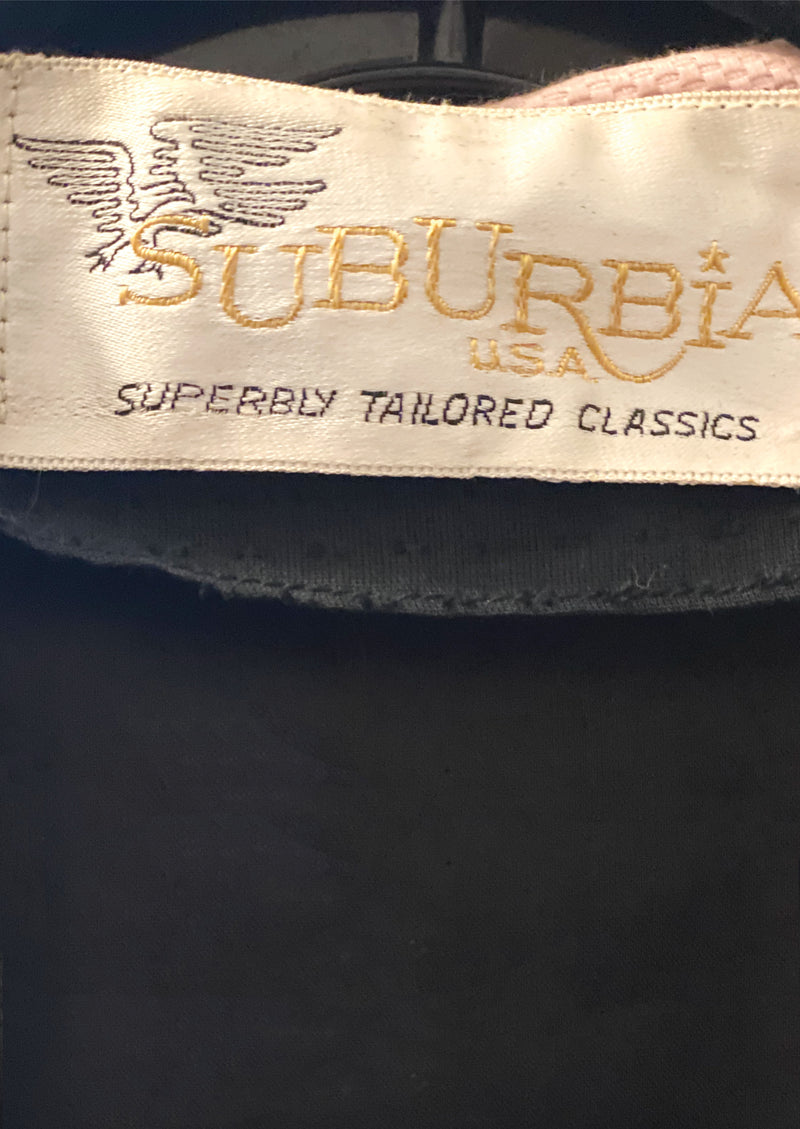 SUBURBIA
U.S.A.
SUPERBLY TAILORED CLASSICS